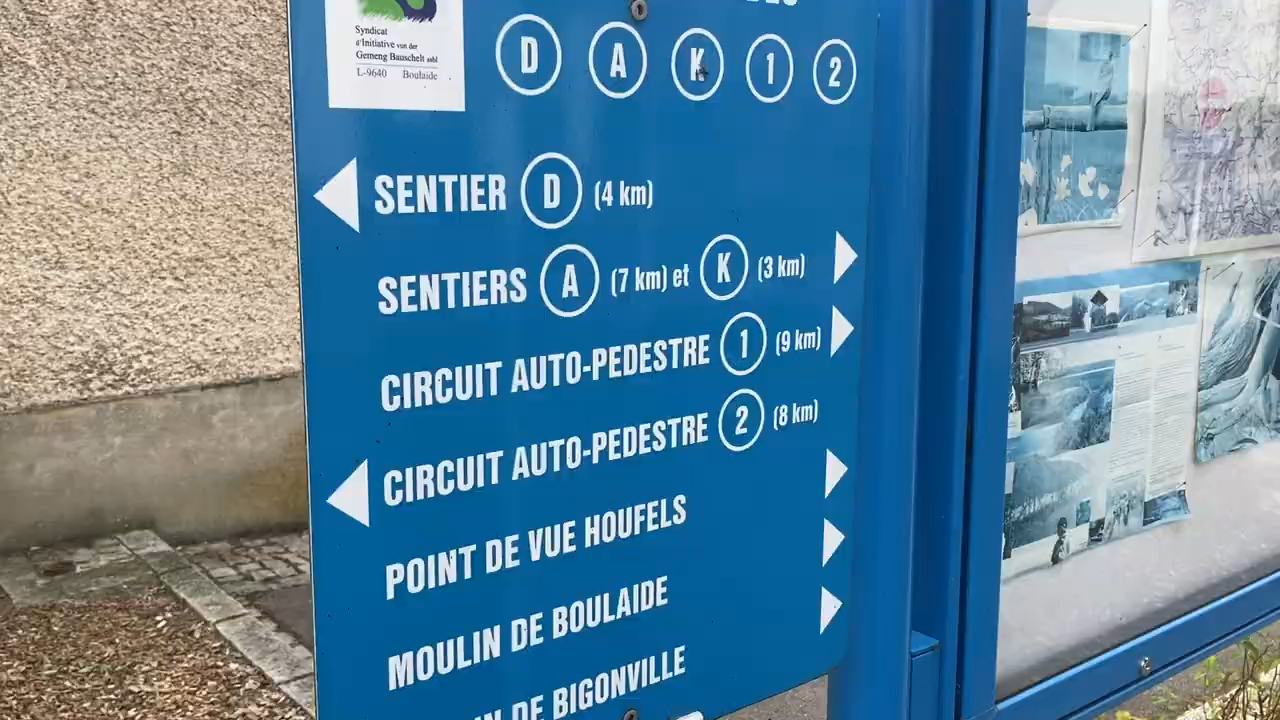 Syndicat
d'Initiative von der
Gemeng Bauschelt asbl
L-9640 Boulaide
D A K 1 2
SENTIER D (4 km)
SENTIERS A (7 km) et K (3 km)
CIRCUIT AUTO-PEDESTRE 1 (9 km)
CIRCUIT AUTO-PEDESTRE 2 (8 km)
POINT DE VUE HOUFELS
MOULIN DE BOULAIDE
DE BIGONVILLE